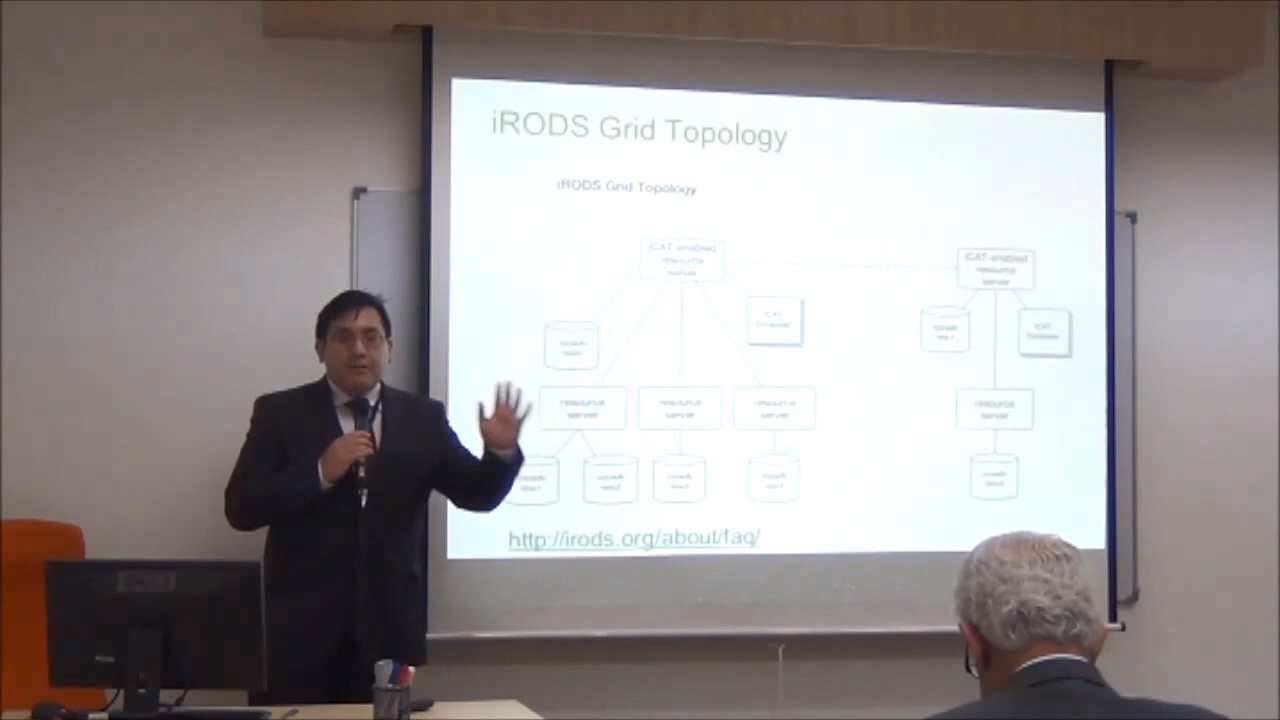 iRODS Grid Topology
iRODS Grid Topology
iCAT enabled
resource
server
iCAT enabled
resource
server
iCAT
Database
iCAT
Database
resource
server
resource
server
resource
server
resource
server
http://irods.org/about/faq/